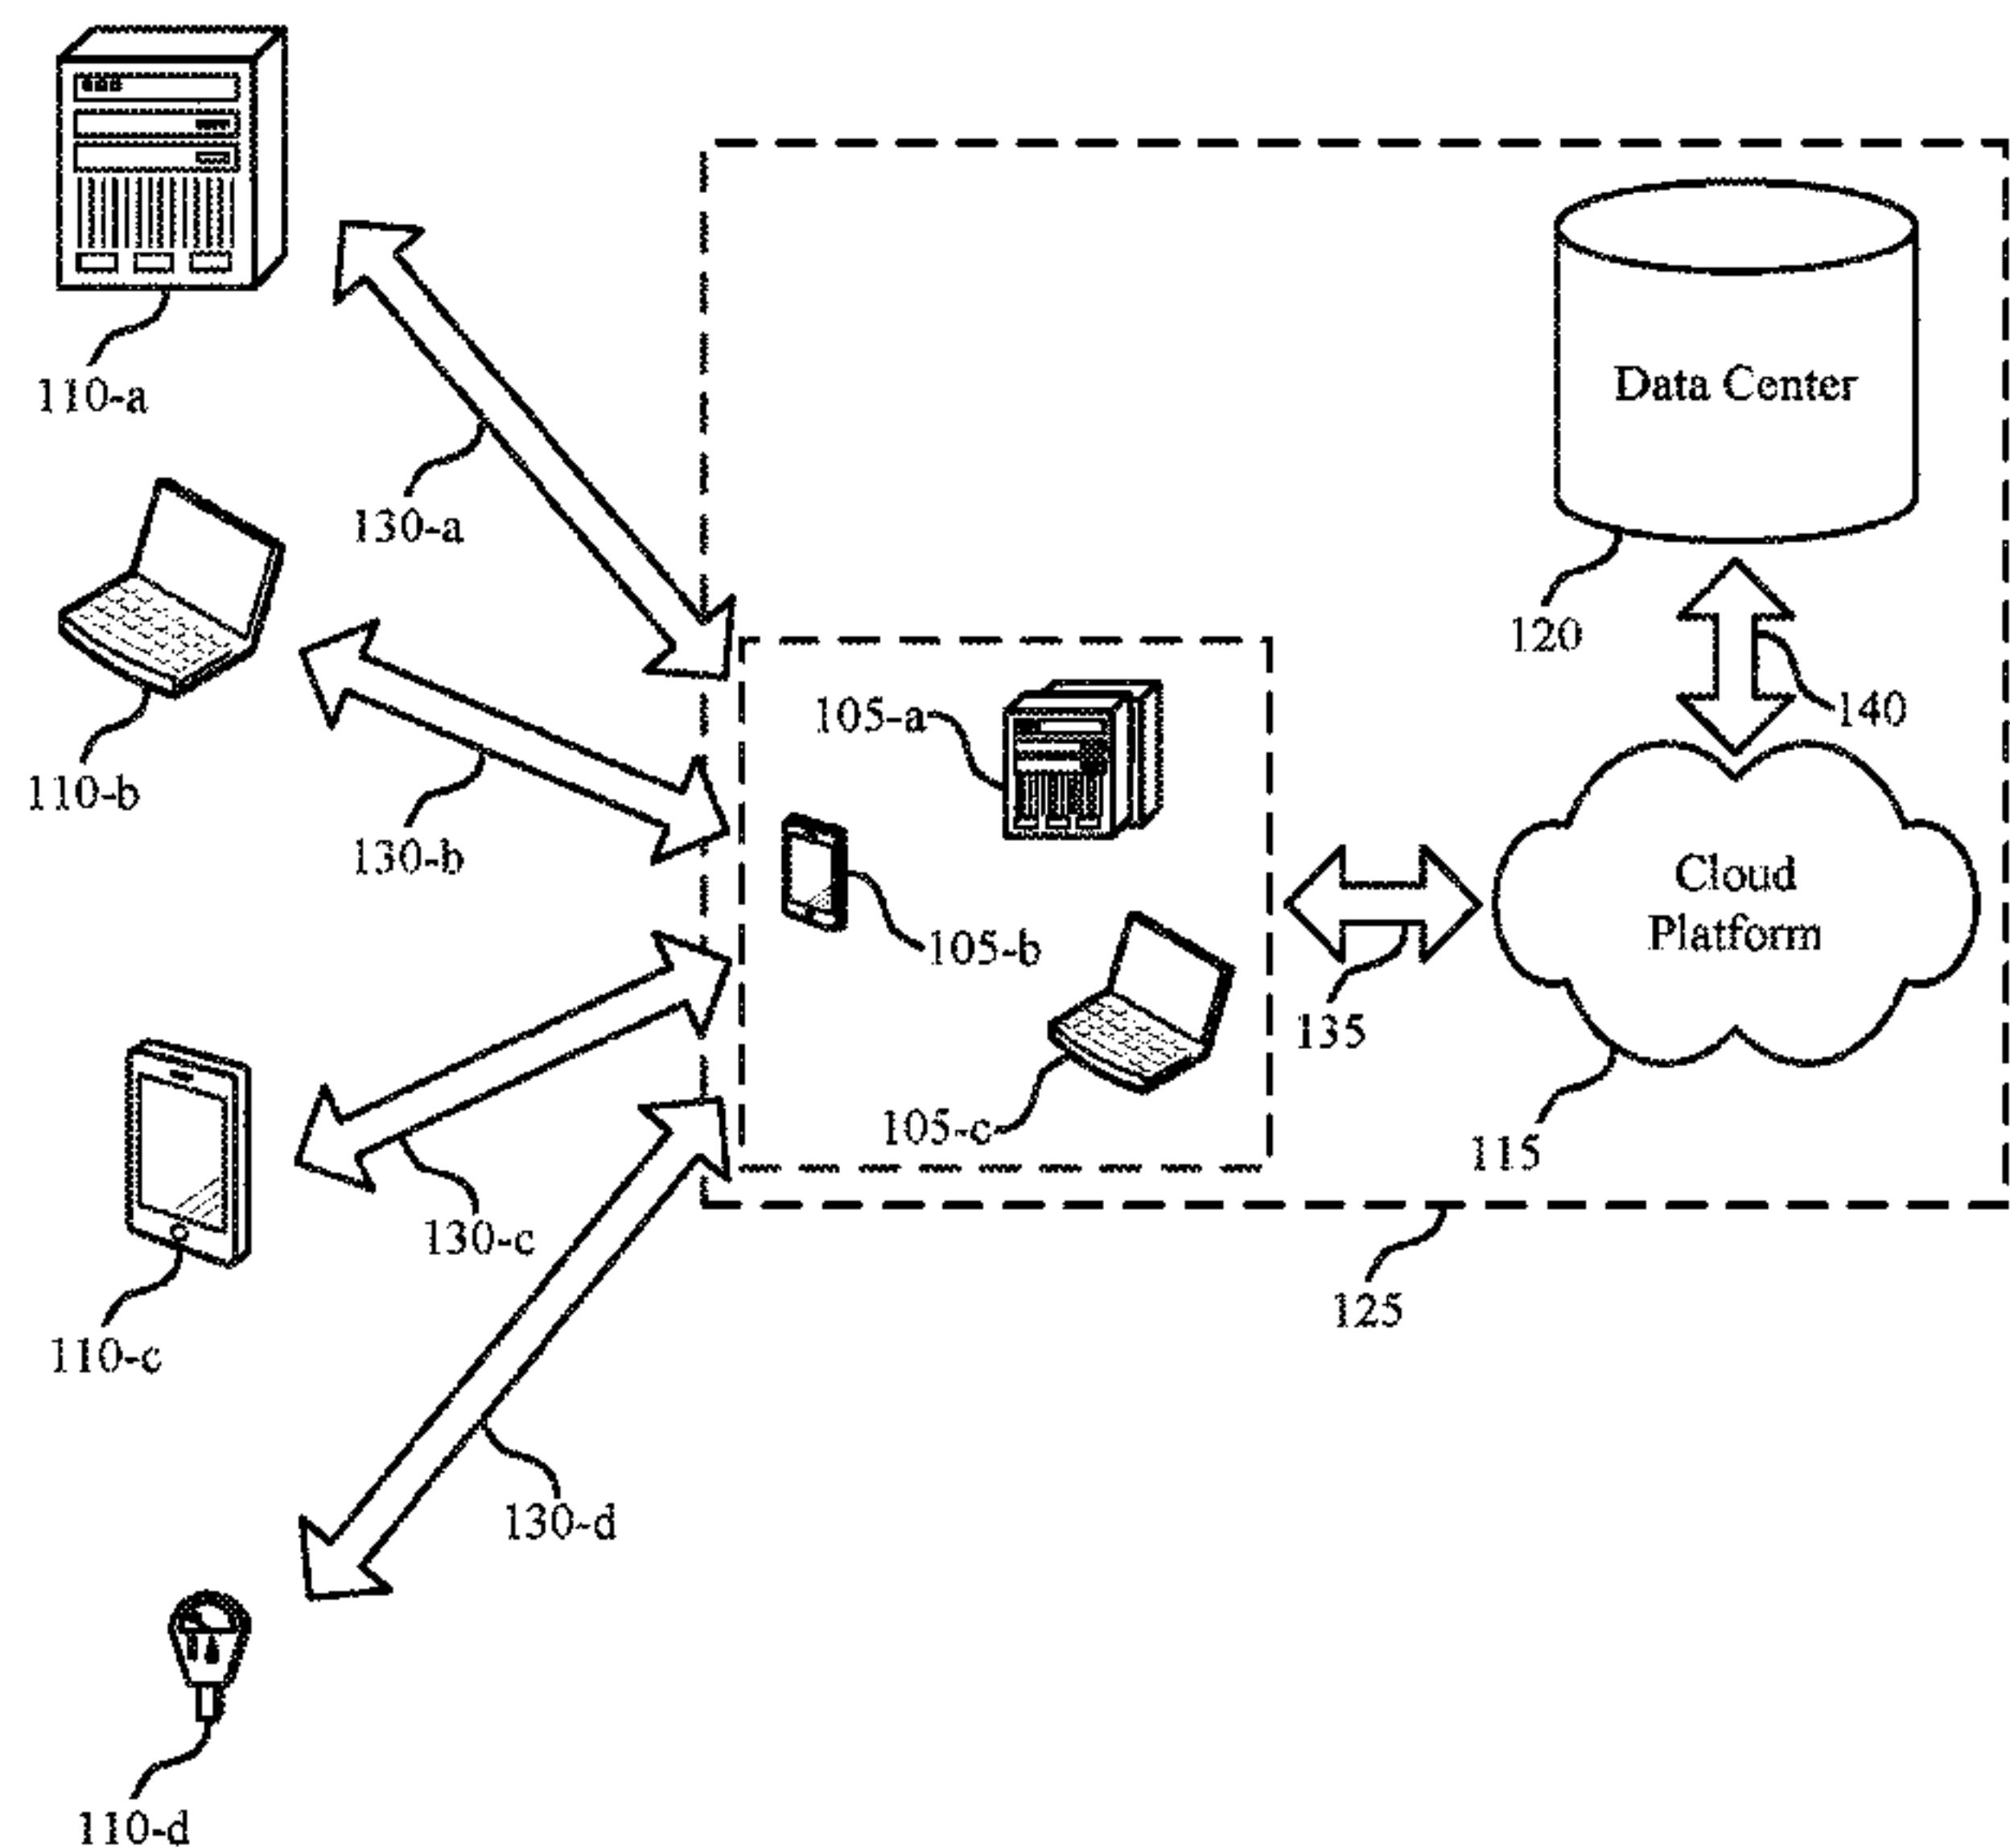 110-a
130-a
Data Center
120
140
110-b
130-b
105-a
105-b
105-c
135
Cloud
Platform
115
125
110-c
130-c
130-d
110-d